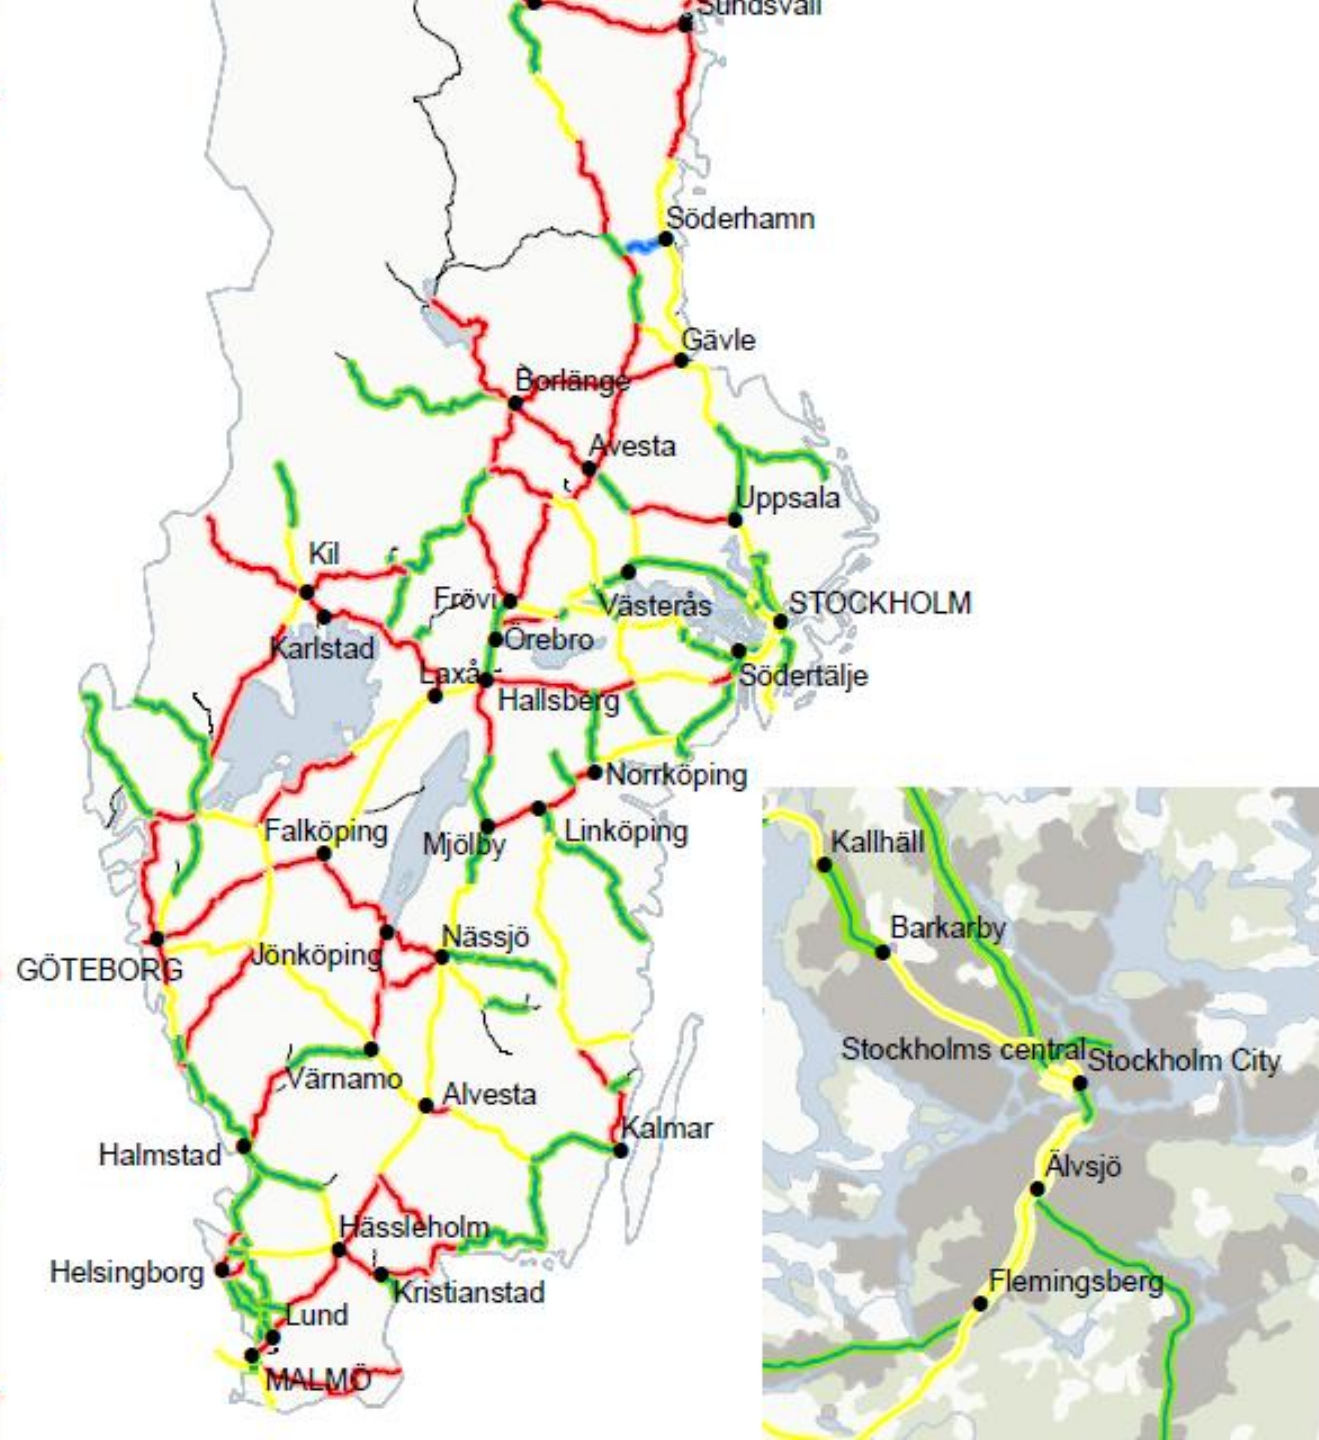 Sundsvall
Söderhamn
Gävle
Borlänge
Avesta
Uppsala
Kil
Frövi
Västerås
STOCKHOLM
Örebro
Karlstad
Laxå
Södertälje
Hallsberg
Norrköping
Falköping
Mjölby
Linköping
Kallhäll
Barkarby
Nässjö
Jönköping
GÖTEBORG
Stockholms central
Stockholm City
Värnamo
Alvesta
Kalmar
Halmstad
Älvsjö
Hässleholm
Helsingborg
Kristianstad
Flemingsberg
Lund
MALMÖ